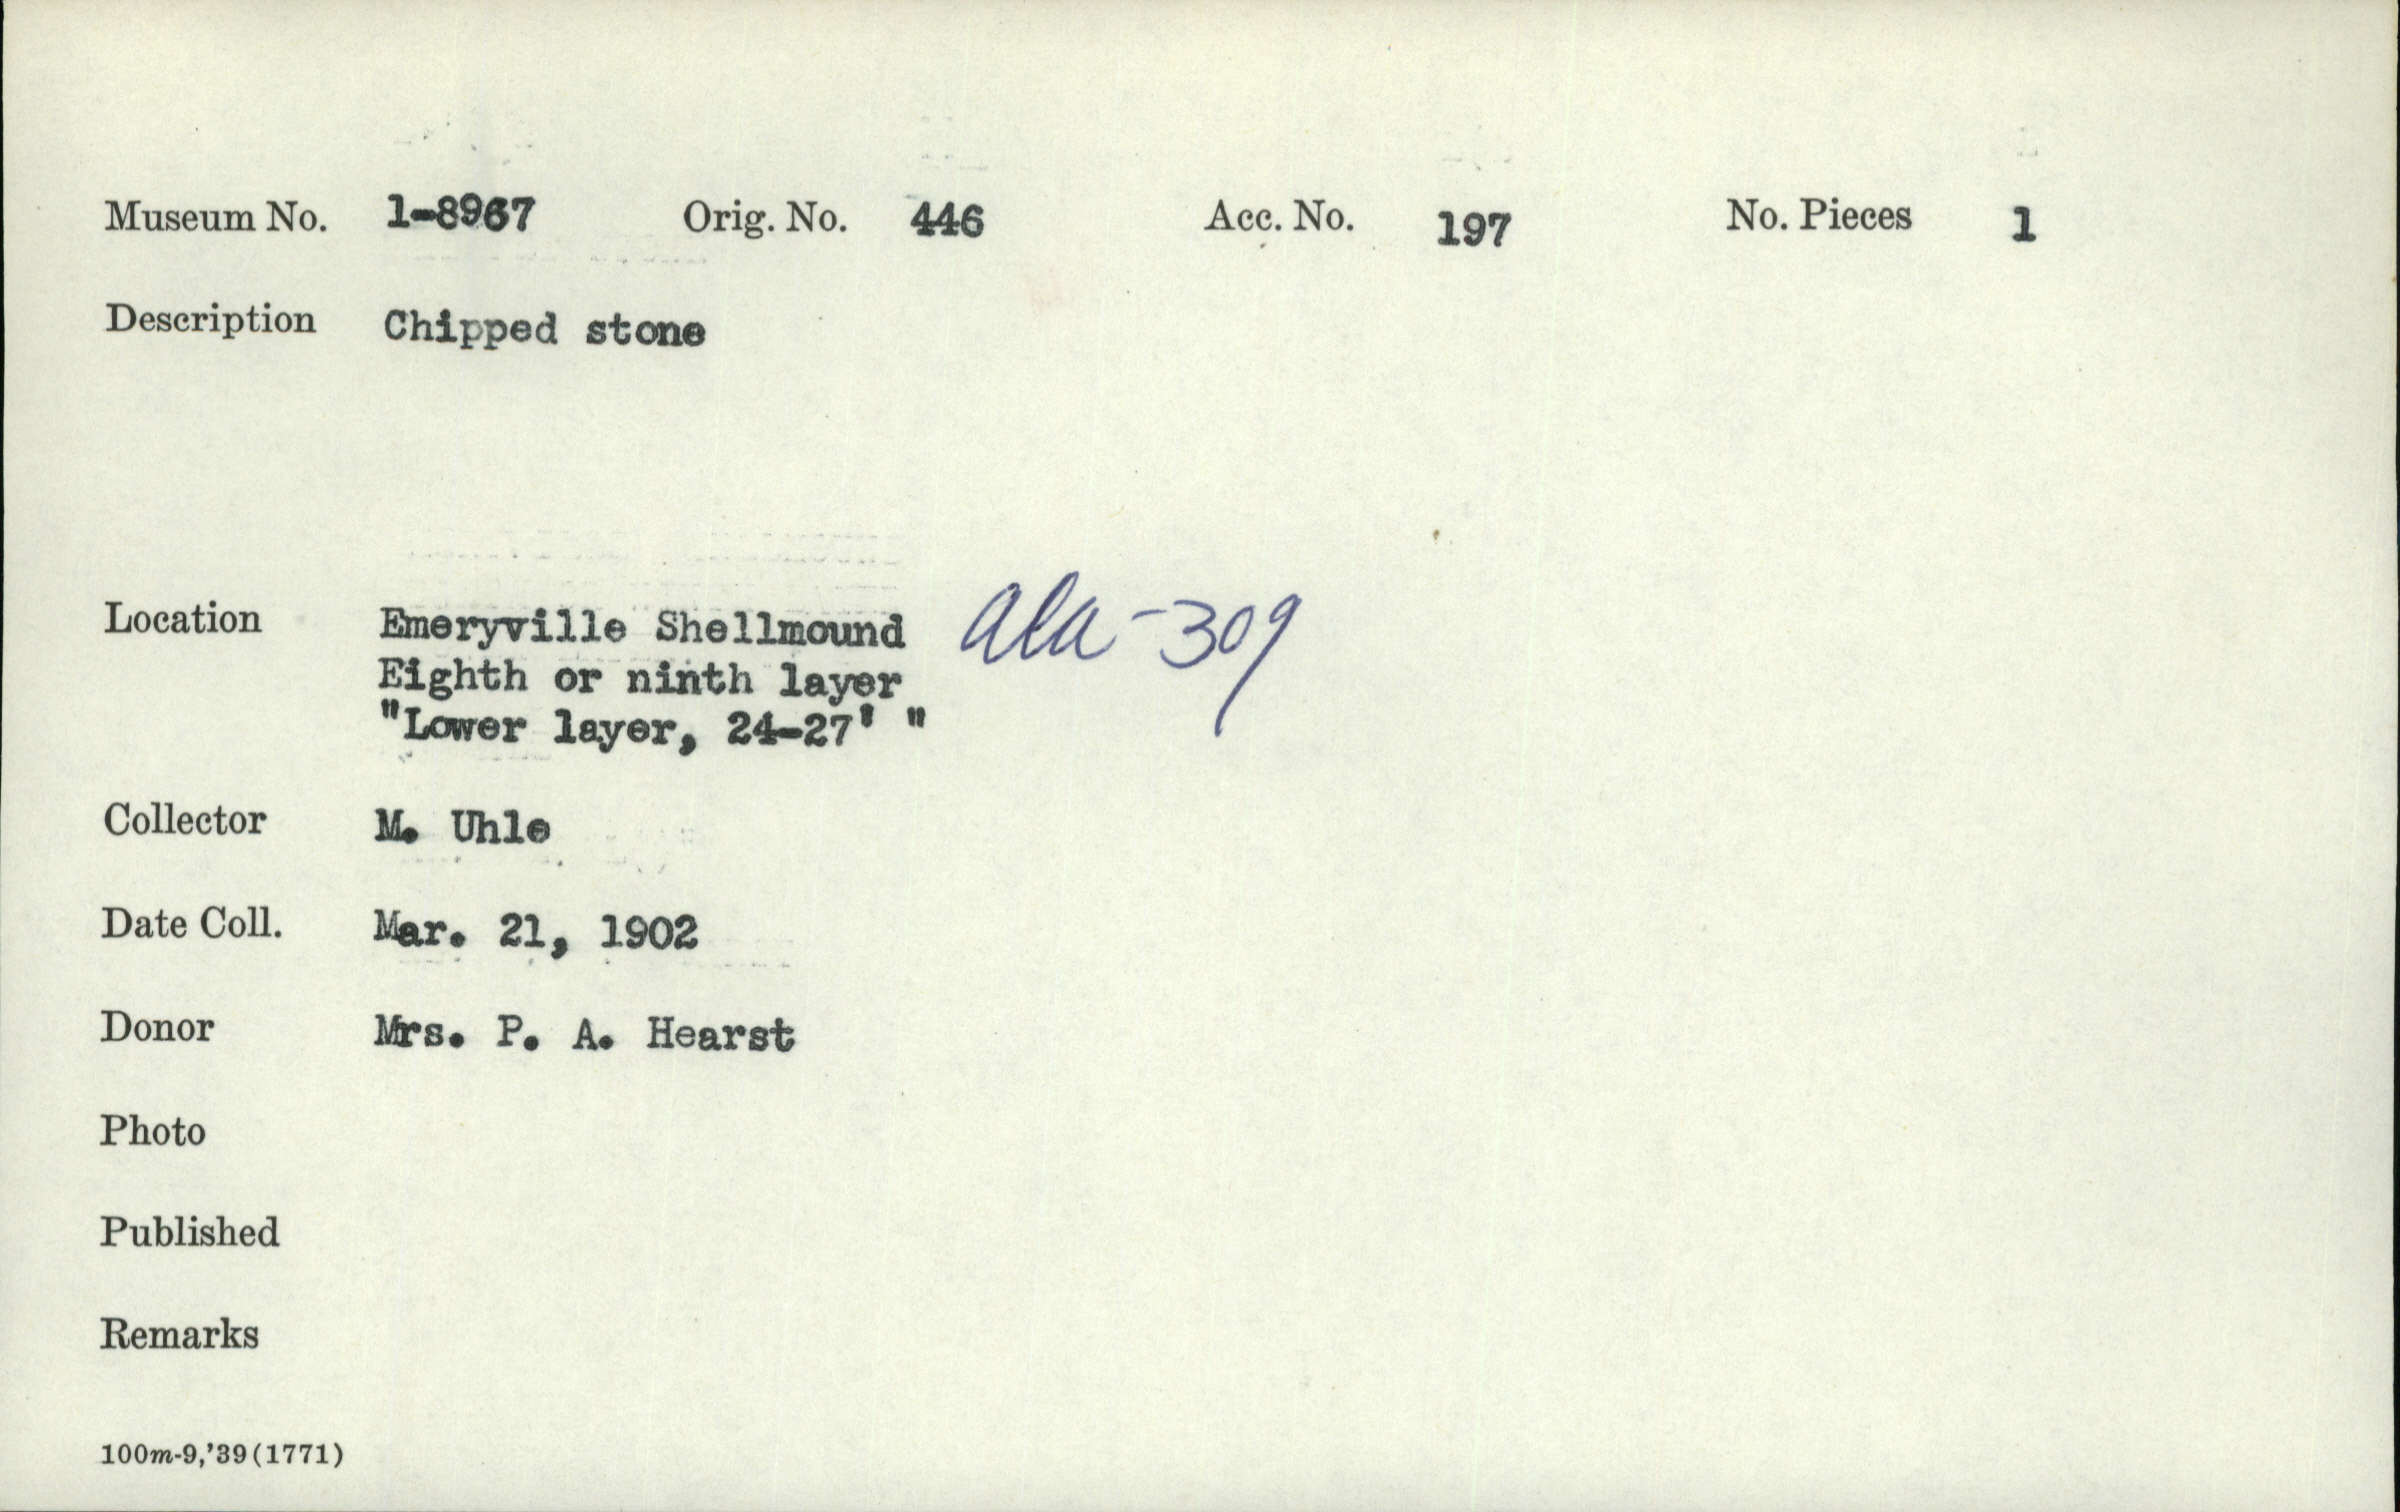 Museum No. 1-8967 Orig. No. 446 Acc. No. 197 No. Pieces 1
Description Chipped stone
Location Emeryville Shellmound Ala-309
Eighth or ninth layer
"Lower layer, 24-27' "
Collector M. Uhle
Date Coll. Mar. 21, 1902
Donor Mrs. P. A. Hearst
Photo
Published
Remarks
100m-9,'39(1771)